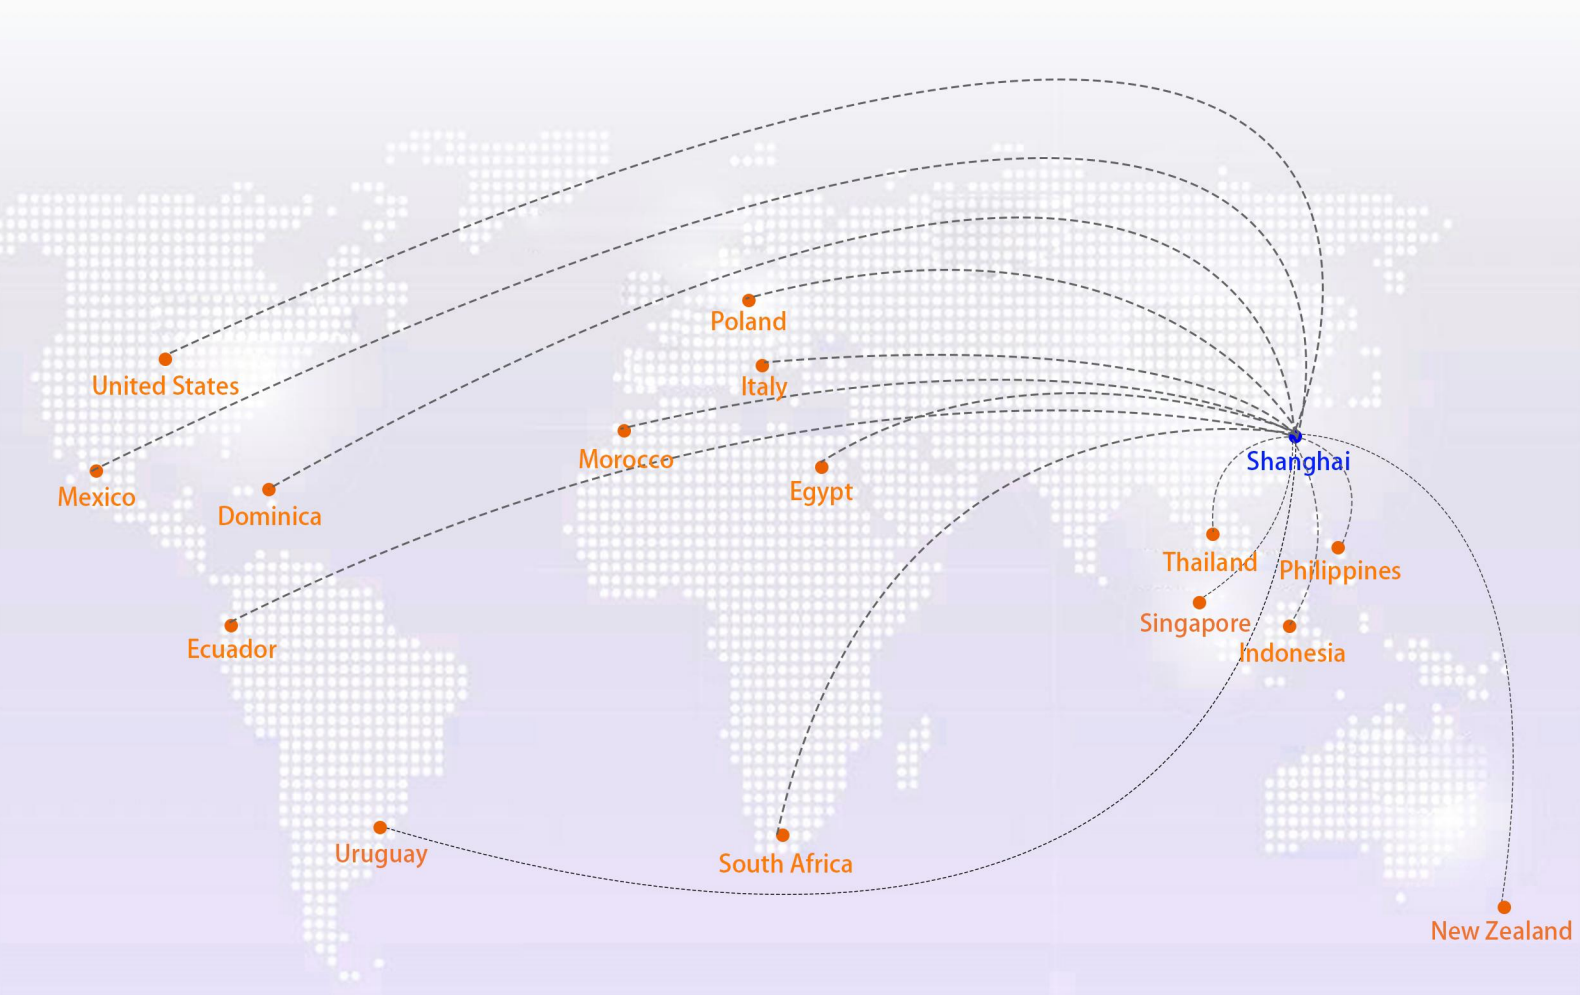 Poland
United States
Italy
Morocco
Shanghai
Egypt
Mexico
Dominica
Thailand
Philippines
Singapore
Ecuador
Indonesia
Uruguay
South Africa
New Zealand